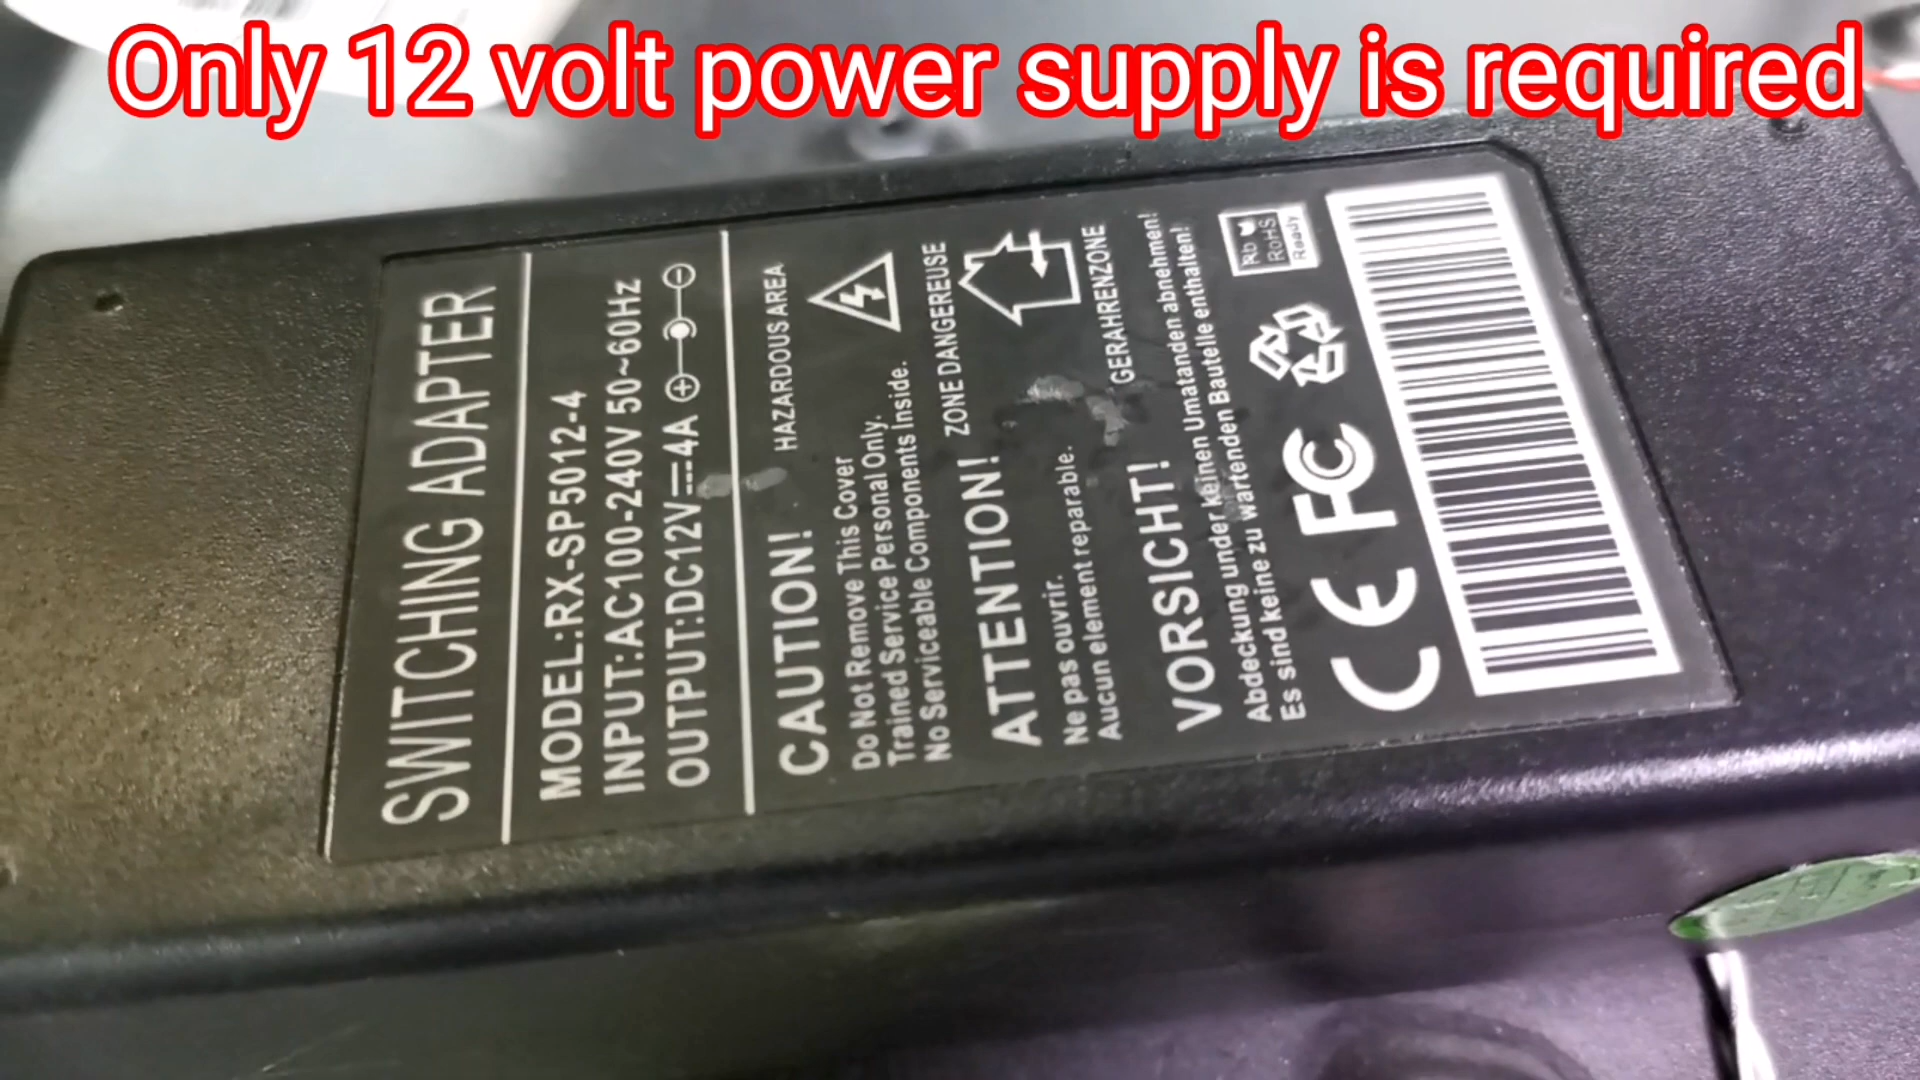 Only 12 volt power supply is required
SWITCHING ADAPTER
MODEL:RX-SP5012-4
INPUT:AC100-240V 50~60Hz
OUTPUT:DC12V⎓4A ⊕-●-⊖
CAUTION!
HAZARDOUS AREA
Do Not Remove This Cover
Trained Service Personal Only.
No Serviceable Components Inside.
ATTENTION!
ZONE DANGEREUSE
Ne pas ouvrir.
Aucun element reparable.
VORSICHT!
GERAHRENZONE
Abdeckung under keinen Umatanden abnehmen!
Es sind keine zu wartenden Bautelle enthalten!
CE FC
Rb
RoHS
Ready